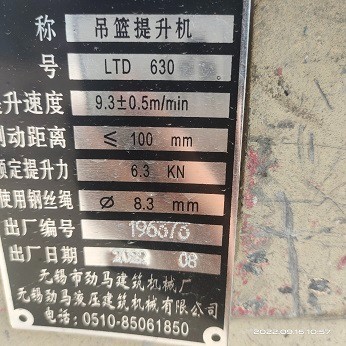 称 吊篮提升机
号 LTD 630
升速度 9.3±0.5m/min
制动距离 ≤ 100 mm
额定提升力 6.3 KN
使用钢丝绳 Ø 8.3 mm
出厂编号
出厂日期 08
无锡市劲马建筑机械厂
无锡劲马液压建筑机械有限公司
电话:0510-85061850
2022.09.16 10:57